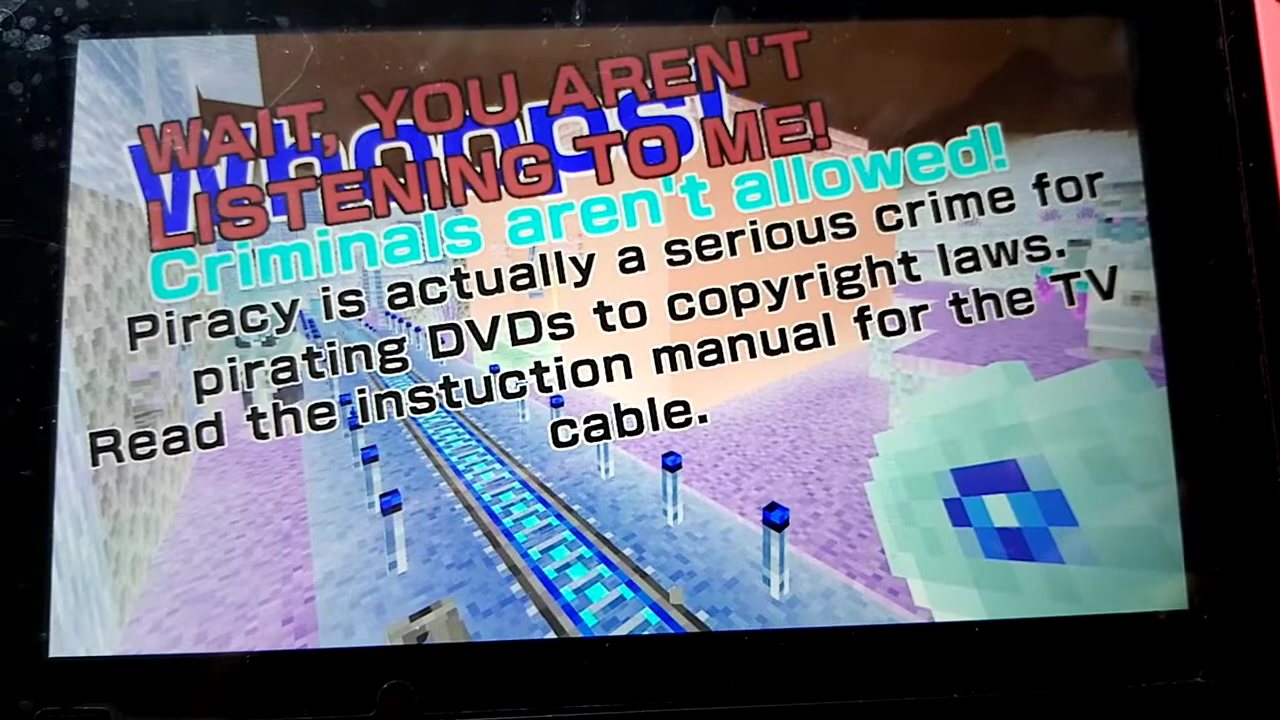 WAIT, YOU AREN'T
Whoops!
LISTENING TO ME!
Criminals aren't allowed!
Piracy is actually a serious crime for
pirating DVDs to copyright laws.
Read the instuction manual for the TV
cable.